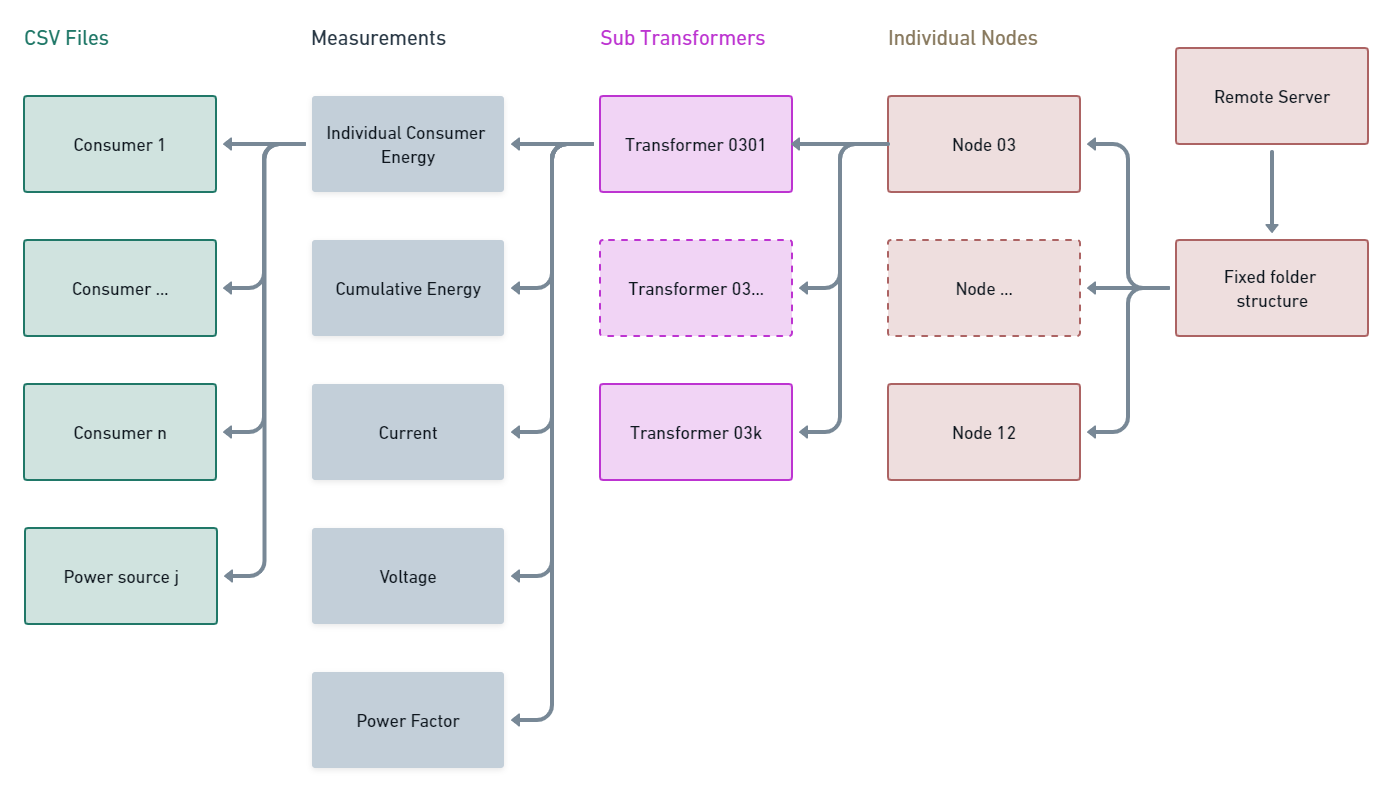 CSV Files
Measurements
Sub Transformers
Individual Nodes
Remote Server
Consumer 1
Individual Consumer
Energy
Transformer 0301
Node 03
Consumer ...
Cumulative Energy
Transformer 03...
Node ...
Fixed folder
structure
Consumer n
Current
Transformer 03k
Node 12
Power source j
Voltage
Power Factor